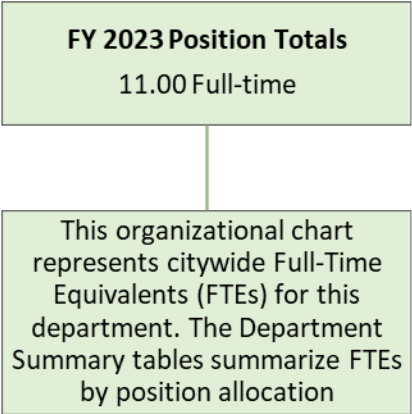 FY 2023 Position Totals
11.00 Full-time
This organizational chart
represents citywide Full-Time
Equivalents (FTEs) for this
department. The Department
Summary tables summarize FTEs
by position allocation